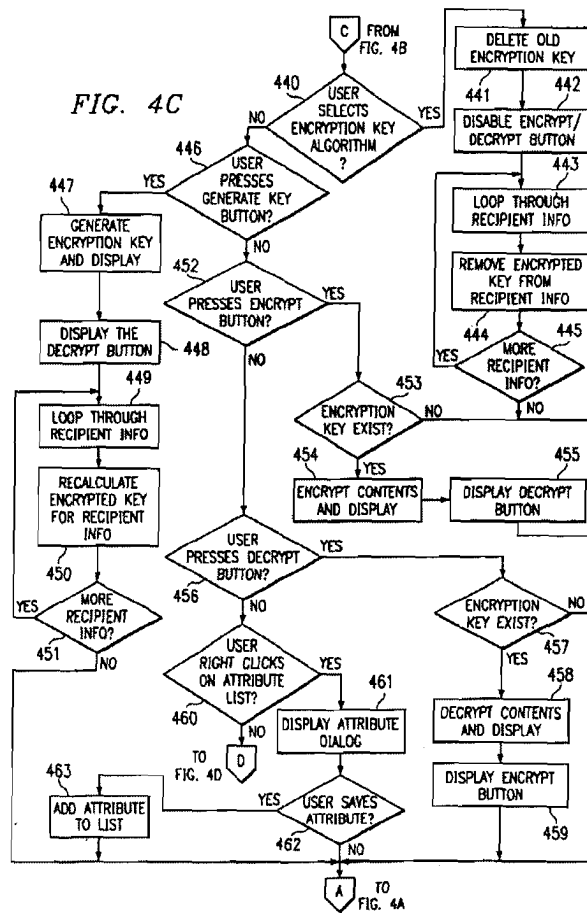 C
FROM
FIG. 4B
FIG. 4C
440
USER
SELECTS
ENCRYPTION KEY
ALGORITHM
?
NO
YES
DELETE OLD
ENCRYPTION KEY
441
442
DISABLE ENCRYPT/
DECRYPT BUTTON
443
LOOP THROUGH
RECIPIENT INFO
REMOVE ENCRYPTED
KEY FROM
RECIPIENT INFO
444
445
MORE
RECIPIENT
INFO?
YES
NO
446
USER
PRESSES
GENERATE KEY
BUTTON?
YES
NO
447
GENERATE
ENCRYPTION KEY
AND DISPLAY
DISPLAY THE
DECRYPT BUTTON
448
449
LOOP THROUGH
RECIPIENT INFO
RECALCULATE
ENCRYPTED KEY
FOR RECIPIENT
INFO
450
YES
MORE
RECIPIENT
INFO?
451
NO
452
USER
PRESSES ENCRYPT
BUTTON?
YES
NO
453
ENCRYPTION
KEY EXIST?
NO
YES
454
ENCRYPT CONTENTS
AND DISPLAY
455
DISPLAY DECRYPT
BUTTON
USER
PRESSES DECRYPT
BUTTON?
456
YES
NO
ENCRYPTION
KEY EXIST?
457
NO
YES
458
DECRYPT CONTENTS
AND DISPLAY
DISPLAY ENCRYPT
BUTTON
459
USER
RIGHT CLICKS
ON ATTRIBUTE
LIST?
460
YES
NO
TO
FIG. 4D
D
461
DISPLAY ATTRIBUTE
DIALOG
USER SAVES
ATTRIBUTE?
462
YES
NO
463
ADD ATTRIBUTE
TO LIST
A
TO
FIG. 4A